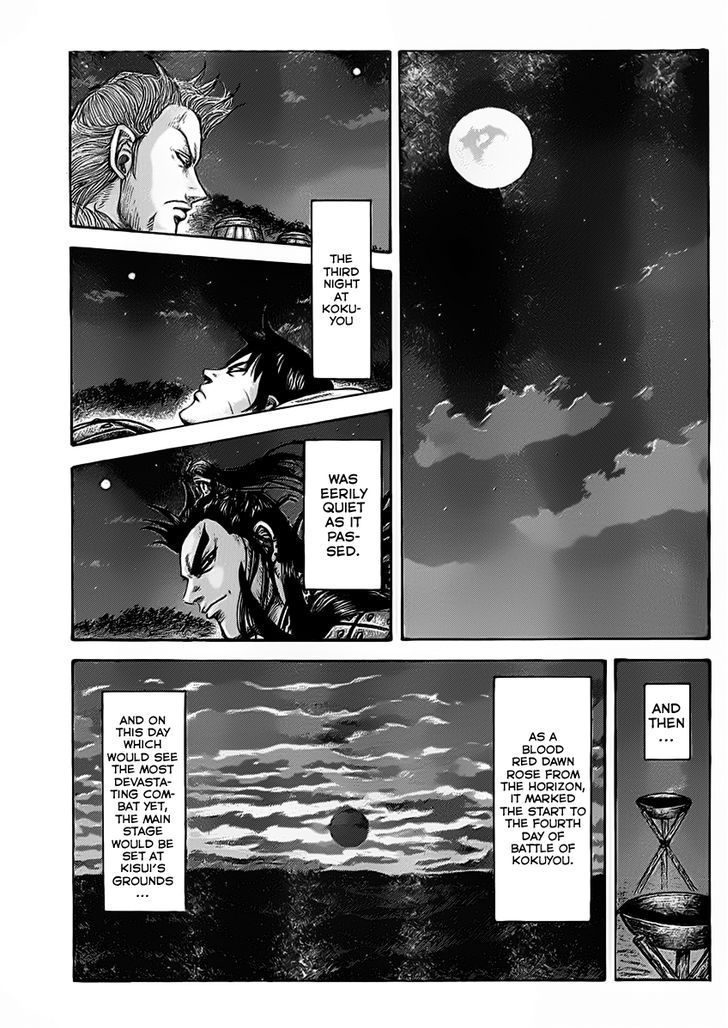 THE
THIRD
NIGHT
AT
KOKU-
YOU
WAS
EERILY
QUIET
AS IT
PAS-
SED.
AND
THEN
...
AS A
BLOOD
RED DAWN
ROSE FROM
THE HORIZON,
IT MARKED
THE START TO
THE FOURTH
DAY OF
BATTLE OF
KOKUYOU.
AND ON
THIS DAY
WHICH
WOULD SEE
THE MOST
DEVASTA-
TING COM-
BAT YET,
THE MAIN
STAGE
WOULD BE
SET AT
KISUI'S
GROUNDS
...